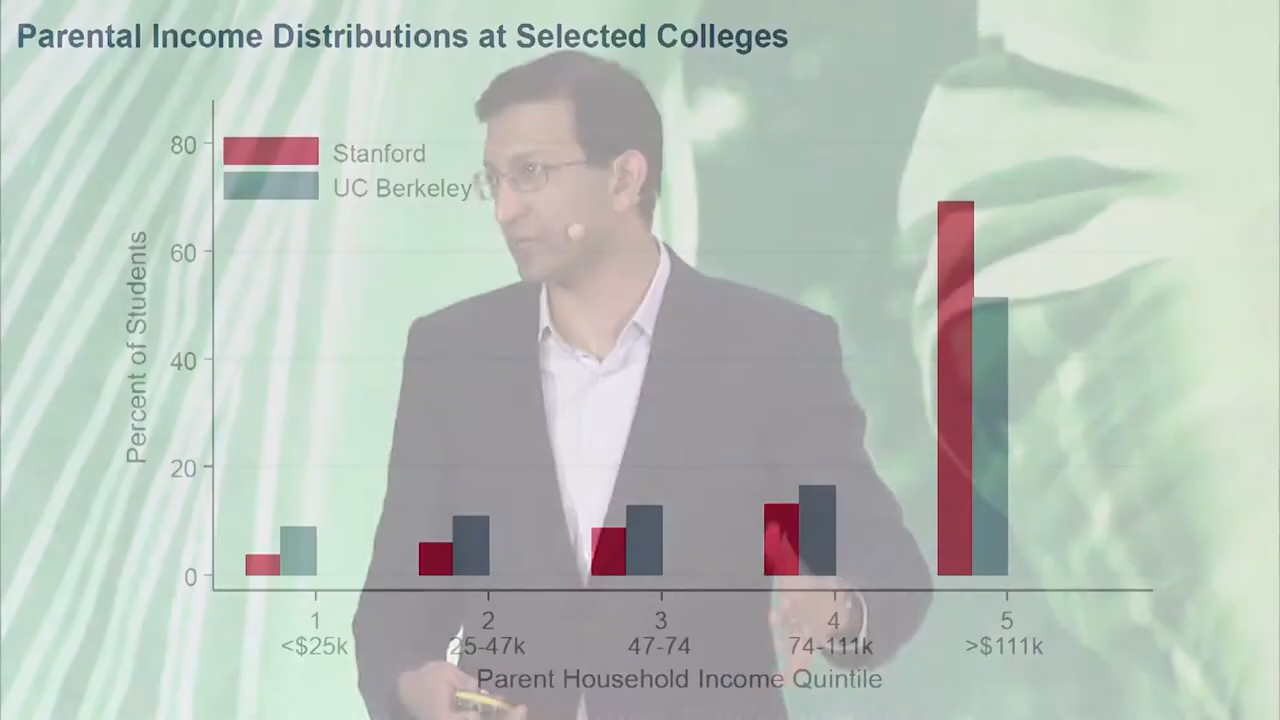 Parental Income Distributions at Selected Colleges
80
60
40
20
0
Percent of Students
Stanford
UC Berkeley
1 2 3 4 5
<$25k 25-47k 47-74 74-111k >$111k
Parent Household Income Quintile